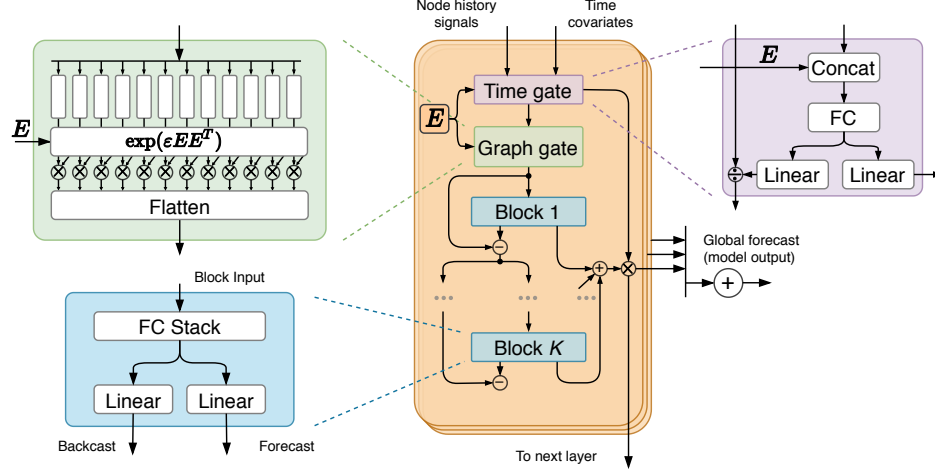 Node history
signals
Time
covariates
E
exp(εEE^T)
Flatten
E
Time gate
Graph gate
Block 1
...
...
...
Block K
To next layer
E
Concat
FC
Linear
Linear
Global forecast
(model output)
Block Input
FC Stack
Linear
Linear
Backcast
Forecast